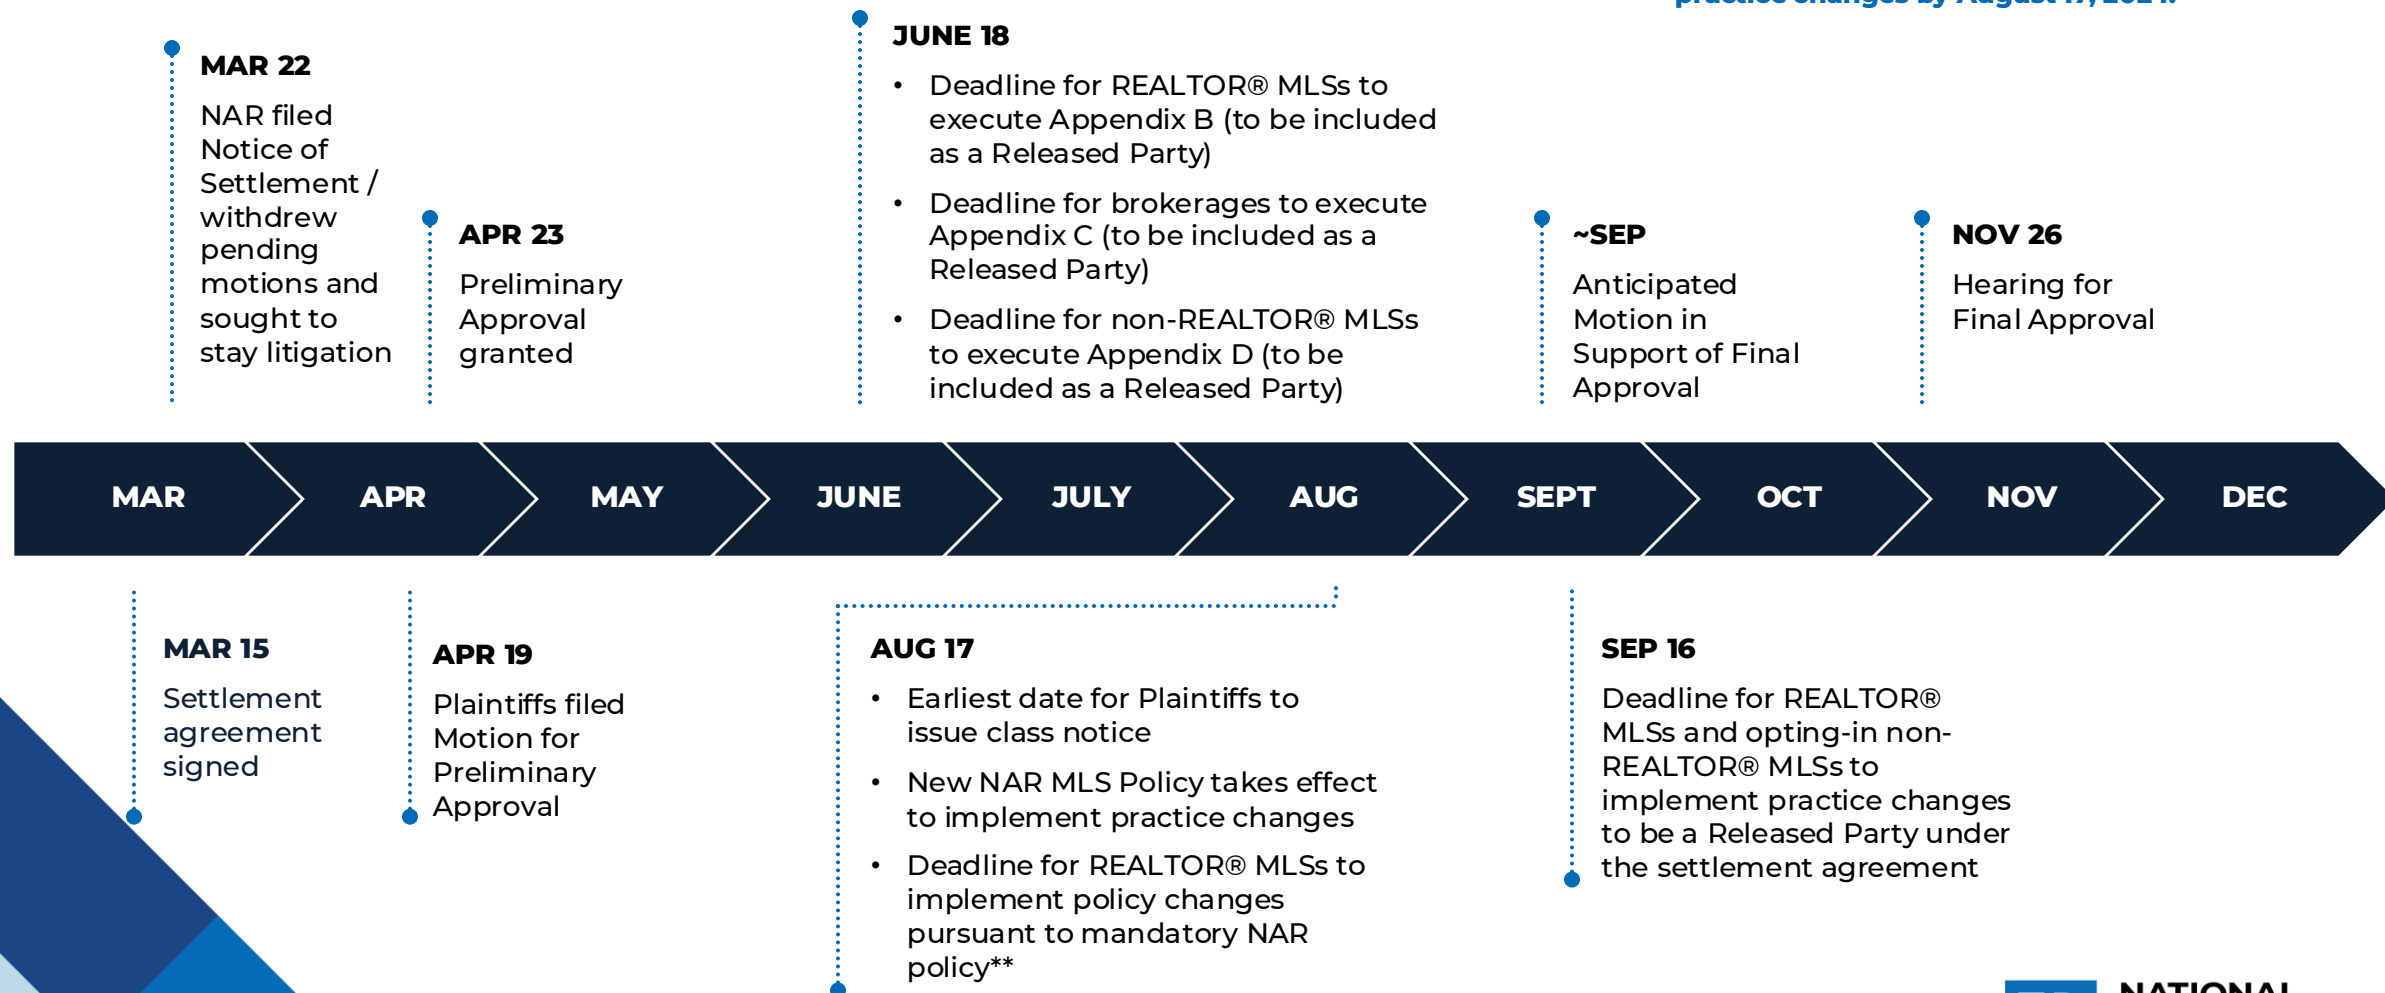 practice changes by August 17, 2024.
MAR 22
NAR filed
Notice of
Settlement /
withdrew
pending
motions and
sought to
stay litigation
APR 23
Preliminary
Approval
granted
JUNE 18
• Deadline for REALTOR® MLSs to
execute Appendix B (to be included
as a Released Party)
• Deadline for brokerages to execute
Appendix C (to be included as a
Released Party)
• Deadline for non-REALTOR® MLSs
to execute Appendix D (to be
included as a Released Party)
~SEP
Anticipated
Motion in
Support of Final
Approval
NOV 26
Hearing for
Final Approval
MAR
APR
MAY
JUNE
JULY
AUG
SEPT
OCT
NOV
DEC
MAR 15
Settlement
agreement
signed
APR 19
Plaintiffs filed
Motion for
Preliminary
Approval
AUG 17
• Earliest date for Plaintiffs to
issue class notice
• New NAR MLS Policy takes effect
to implement practice changes
• Deadline for REALTOR® MLSs to
implement policy changes
pursuant to mandatory NAR
policy**
SEP 16
Deadline for REALTOR®
MLSs and opting-in non-
REALTOR® MLSs to
implement practice changes
to be a Released Party under
the settlement agreement
NATIONAL